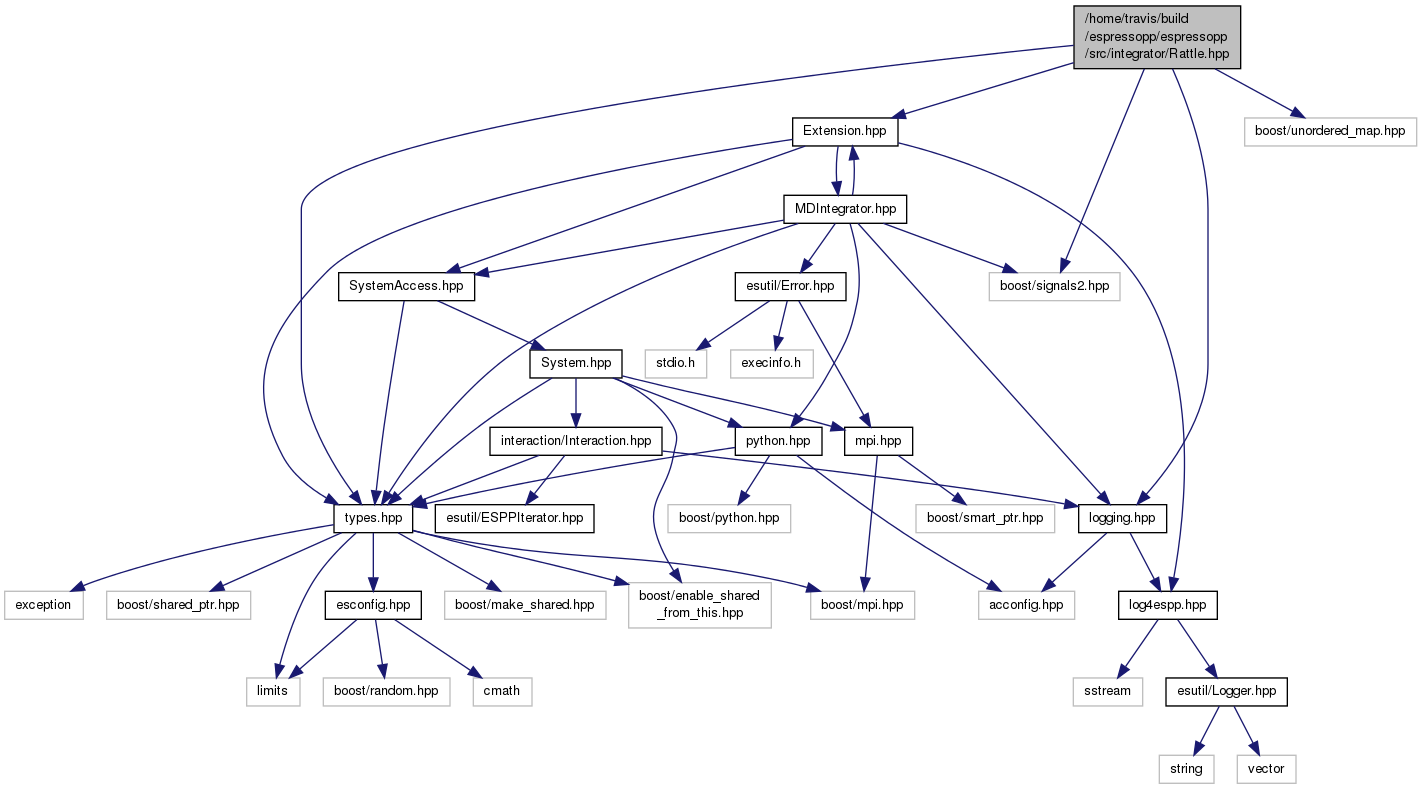 /home/travis/build
/espressopp/espressopp
/src/integrator/Rattle.hpp
Extension.hpp
boost/unordered_map.hpp
MDIntegrator.hpp
SystemAccess.hpp
esutil/Error.hpp
boost/signals2.hpp
System.hpp
stdio.h
execinfo.h
interaction/Interaction.hpp
python.hpp
mpi.hpp
types.hpp
esutil/ESPPIterator.hpp
boost/python.hpp
boost/smart_ptr.hpp
logging.hpp
exception
boost/shared_ptr.hpp
esconfig.hpp
boost/make_shared.hpp
boost/enable_shared
_from_this.hpp
boost/mpi.hpp
acconfig.hpp
log4espp.hpp
limits
boost/random.hpp
cmath
sstream
esutil/Logger.hpp
string
vector